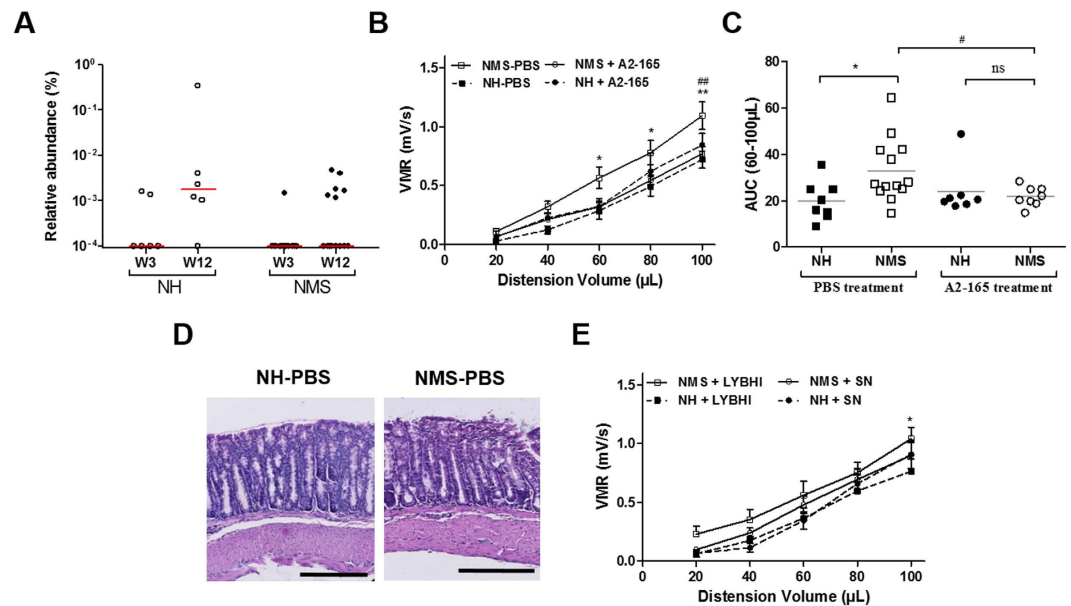 A
Relative abundance (%)
10⁰
10⁻¹
10⁻²
10⁻³
10⁻⁴
W3 W12 W3 W12
NH NMS
B
VMR (mV/s)
1.5
1.0
0.5
0.0
NMS-PBS NMS + A2-165
NH-PBS NH + A2-165
* * ## **
0 20 40 60 80 100
Distension Volume (µL)
C
AUC (60-100µL)
80
60
40
20
0
# * ns
NH NMS NH NMS
PBS treatment A2-165 treatment
D
NH-PBS NMS-PBS
E
VMR (mV/s)
1.5
1.0
0.5
0.0
NMS + LYBHI NMS + SN
NH + LYBHI NH + SN
*
0 20 40 60 80 100
Distension Volume (µL)